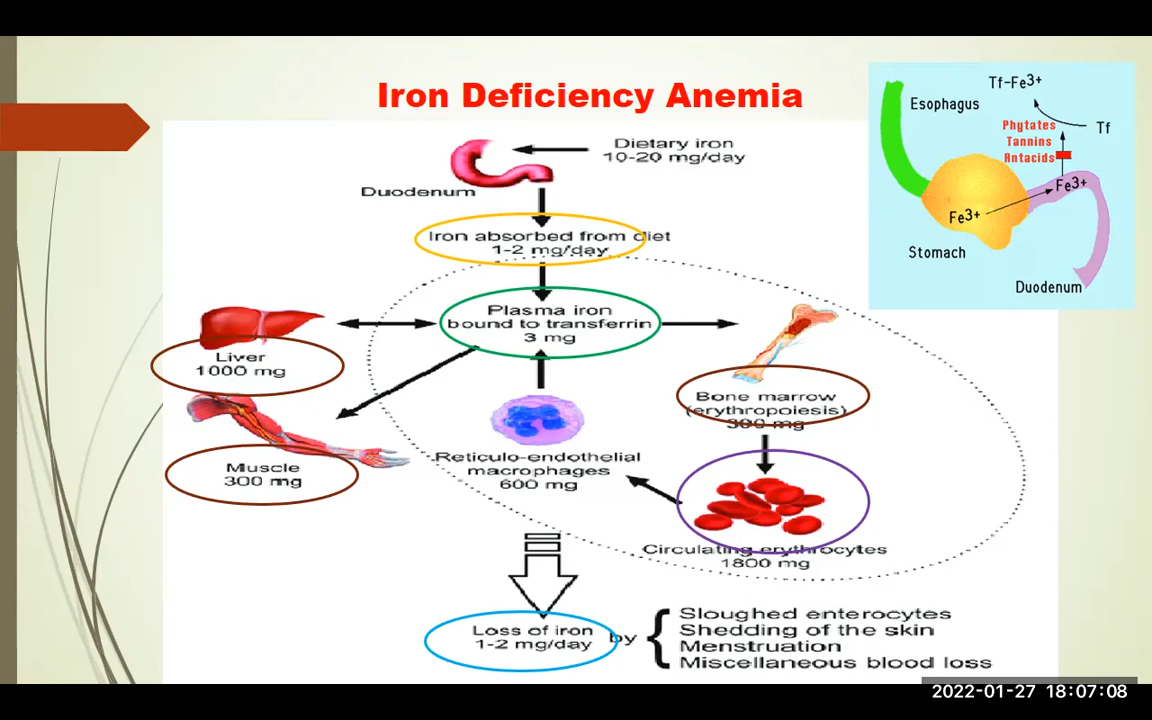 Iron Deficiency Anemia
Dietary iron
10-20 mg/day
Duodenum
Iron absorbed from diet
1-2 mg/day
Plasma iron
bound to transferrin
3 mg
Liver
1000 mg
Muscle
300 mg
Bone marrow
(erythropoiesis)
300 mg
Reticulo-endothelial
macrophages
600 mg
Circulating erythrocytes
1800 mg
Loss of iron
1-2 mg/day
by
Sloughed enterocytes
Shedding of the skin
Menstruation
Miscellaneous blood loss
Tf-Fe3+
Esophagus
Phytates
Tannins
Antacids
Tf
Fe3+
Fe3+
Stomach
Duodenum
2022-01-27 18:07:08